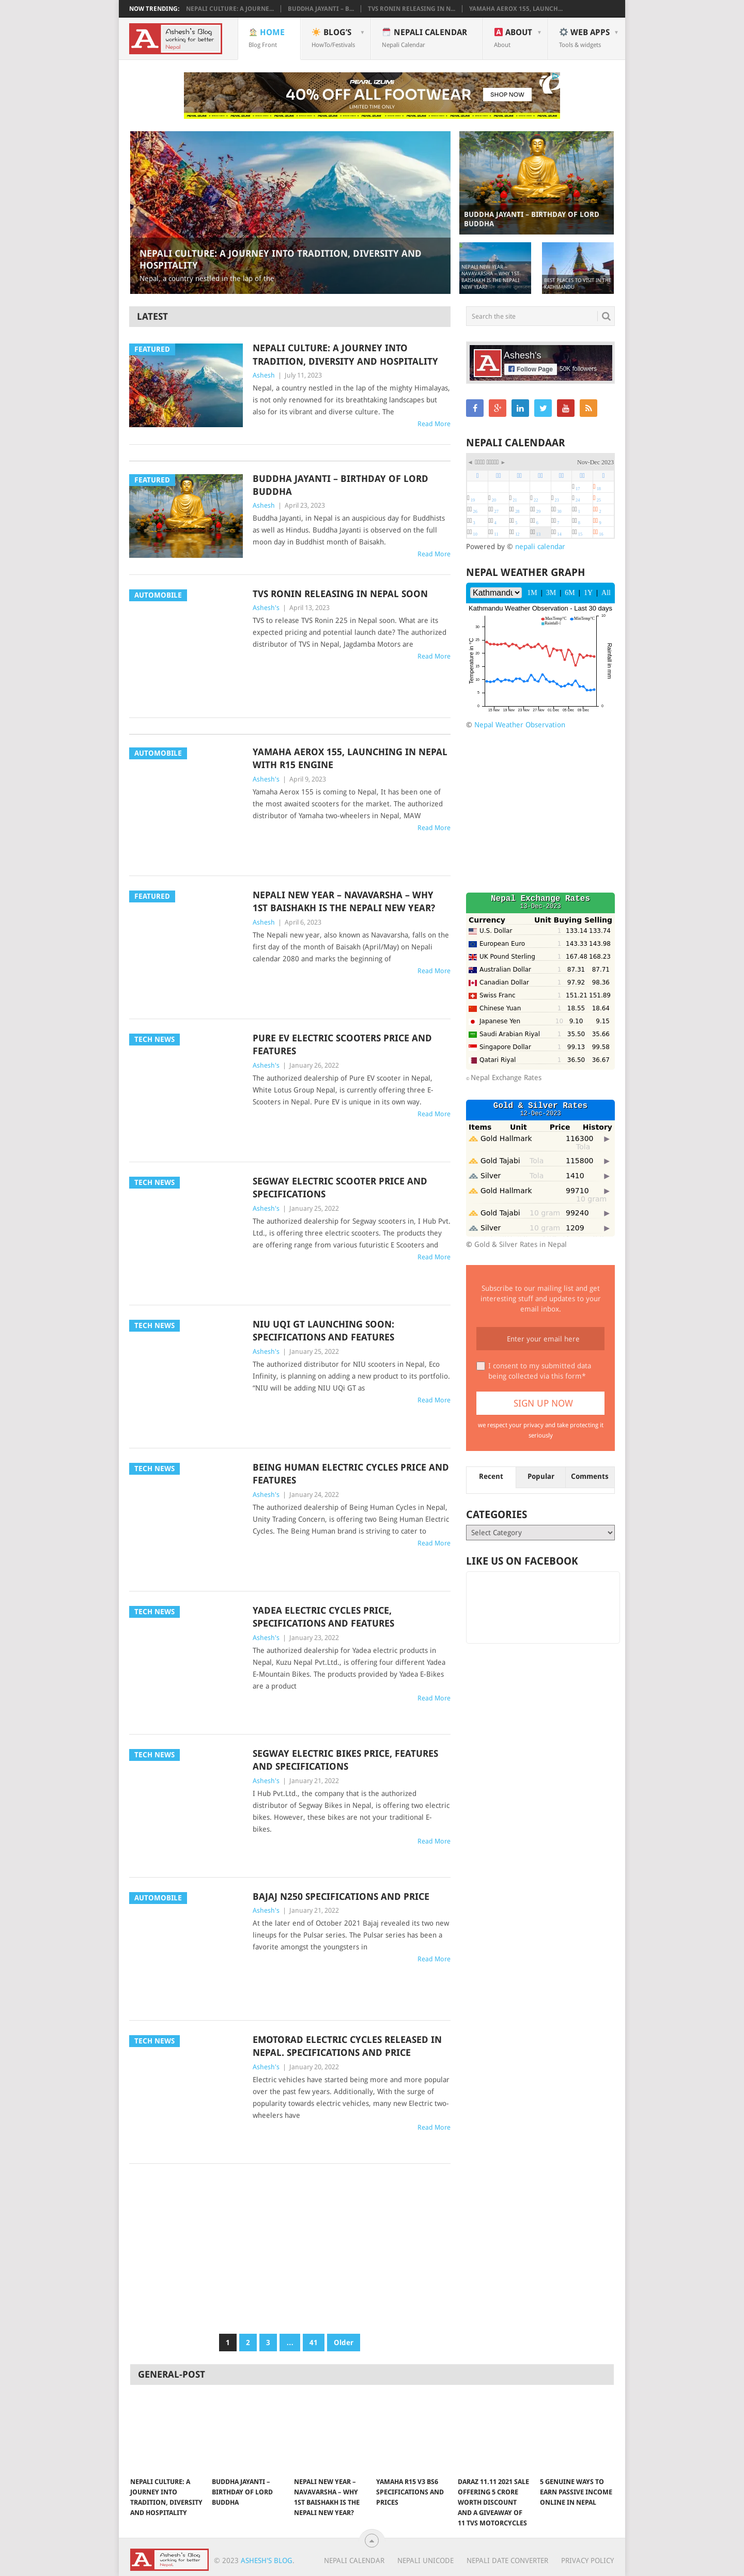 NOW TRENDING: NEPALI CULTURE: A JOURNE... BUDDHA JAYANTI – B... TVS RONIN RELEASING IN N... YAMAHA AEROX 155, LAUNCH...
Ashesh's Blog
working for better
Nepal
HOME
Blog Front
BLOG'S
HowTo/Festivals
NEPALI CALENDAR
Nepali Calendar
ABOUT
About
WEB APPS
Tools & widgets
PEARL IZUMI
40% OFF ALL FOOTWEAR
LIMITED TIME ONLY
SHOP NOW
NEPALI CULTURE: A JOURNEY INTO TRADITION, DIVERSITY AND HOSPITALITY
Nepal, a country nestled in the lap of the
BUDDHA JAYANTI – BIRTHDAY OF LORD BUDDHA
NEPALI NEW YEAR – NAVAVARSHA – WHY 1ST BAISHAKH IS THE NEPALI NEW YEAR?
BEST PLACES TO VISIT IN THE KATHMANDU
LATEST
FEATURED
NEPALI CULTURE: A JOURNEY INTO TRADITION, DIVERSITY AND HOSPITALITY
Ashesh | July 11, 2023
Nepal, a country nestled in the lap of the mighty Himalayas, is not only renowned for its breathtaking landscapes but also for its vibrant and diverse culture. The
Read More
FEATURED
BUDDHA JAYANTI – BIRTHDAY OF LORD BUDDHA
Ashesh | April 23, 2023
Buddha Jayanti, in Nepal is an auspicious day for Buddhists as well as Hindus. Buddha Jayanti is observed on the full moon day in Buddhist month of Baisakh.
Read More
AUTOMOBILE
TVS RONIN RELEASING IN NEPAL SOON
Ashesh's | April 13, 2023
TVS to release TVS Ronin 225 in Nepal soon. What are its expected pricing and potential launch date? The authorized distributor of TVS in Nepal, Jagdamba Motors are
Read More
AUTOMOBILE
YAMAHA AEROX 155, LAUNCHING IN NEPAL WITH R15 ENGINE
Ashesh's | April 9, 2023
Yamaha Aerox 155 is coming to Nepal, It has been one of the most awaited scooters for the market. The authorized distributor of Yamaha two-wheelers in Nepal, MAW
Read More
FEATURED
NEPALI NEW YEAR – NAVAVARSHA – WHY 1ST BAISHAKH IS THE NEPALI NEW YEAR?
Ashesh | April 6, 2023
The Nepali new year, also known as Navavarsha, falls on the first day of the month of Baisakh (April/May) on Nepali calendar 2080 and marks the beginning of
Read More
TECH NEWS
PURE EV ELECTRIC SCOOTERS PRICE AND FEATURES
Ashesh's | January 26, 2022
The authorized dealership of Pure EV scooter in Nepal, White Lotus Group Nepal, is currently offering three E-Scooters in Nepal. Pure EV is unique in its own way.
Read More
TECH NEWS
SEGWAY ELECTRIC SCOOTER PRICE AND SPECIFICATIONS
Ashesh's | January 25, 2022
The authorized dealership for Segway scooters in, I Hub Pvt. Ltd., is offering three electric scooters. The products they are offering range from various futuristic E Scooters and
Read More
TECH NEWS
NIU UQI GT LAUNCHING SOON: SPECIFICATIONS AND FEATURES
Ashesh's | January 25, 2022
The authorized distributor for NIU scooters in Nepal, Eco Infinity, is planning on adding a new product to its portfolio. "NIU will be adding NIU UQi GT as
Read More
TECH NEWS
BEING HUMAN ELECTRIC CYCLES PRICE AND FEATURES
Ashesh's | January 24, 2022
The authorized dealership of Being Human Cycles in Nepal, Unity Trading Concern, is offering two Being Human Electric Cycles. The Being Human brand is striving to cater to
Read More
TECH NEWS
YADEA ELECTRIC CYCLES PRICE, SPECIFICATIONS AND FEATURES
Ashesh's | January 23, 2022
The authorized dealership for Yadea electric products in Nepal, Kuzu Nepal Pvt.Ltd., is offering four different Yadea E-Mountain Bikes. The products provided by Yadea E-Bikes are a product
Read More
TECH NEWS
SEGWAY ELECTRIC BIKES PRICE, FEATURES AND SPECIFICATIONS
Ashesh's | January 21, 2022
I Hub Pvt.Ltd., the company that is the authorized distributor of Segway Bikes in Nepal, is offering two electric bikes. However, these bikes are not your traditional E-bikes.
Read More
AUTOMOBILE
BAJAJ N250 SPECIFICATIONS AND PRICE
Ashesh's | January 21, 2022
At the later end of October 2021 Bajaj revealed its two new lineups for the Pulsar series. The Pulsar series has been a favorite amongst the youngsters in
Read More
TECH NEWS
EMOTORAD ELECTRIC CYCLES RELEASED IN NEPAL. SPECIFICATIONS AND PRICE
Ashesh's | January 20, 2022
Electric vehicles have started being more and more popular over the past few years. Additionally, With the surge of popularity towards electric vehicles, many new Electric two-wheelers have
Read More
1 2 3 ... 41 Older
Search the site
Ashesh's
Follow Page
50K followers
NEPALI CALENDAAR
Nov-Dec 2023
Powered by © nepali calendar
NEPAL WEATHER GRAPH
Kathmandu 1M | 3M | 6M | 1Y | All
Kathmandu Weather Observation - Last 30 days
Temperature in °C
Rainfall in mm
© Nepal Weather Observation
Nepal Exchange Rates
13-Dec-2023
Currency Unit Buying Selling
U.S. Dollar 1 133.14 133.74
European Euro 1 143.33 143.98
UK Pound Sterling 1 167.48 168.23
Australian Dollar 1 87.31 87.71
Canadian Dollar 1 97.92 98.36
Swiss Franc 1 151.21 151.89
Chinese Yuan 1 18.55 18.64
Japanese Yen 10 9.10 9.15
Saudi Arabian Riyal 1 35.50 35.66
Singapore Dollar 1 99.13 99.58
Qatari Riyal 1 36.50 36.67
© Nepal Exchange Rates
Gold & Silver Rates
12-Dec-2023
Items Unit Price History
Gold Hallmark Tola 116300
Gold Tajabi Tola 115800
Silver Tola 1410
Gold Hallmark 10 gram 99710
Gold Tajabi 10 gram 99240
Silver 10 gram 1209
© Gold & Silver Rates in Nepal
Subscribe to our mailing list and get interesting stuff and updates to your email inbox.
Enter your email here
I consent to my submitted data being collected via this form*
SIGN UP NOW
we respect your privacy and take protecting it seriously
Recent Popular Comments
CATEGORIES
Select Category
LIKE US ON FACEBOOK
GENERAL-POST
NEPALI CULTURE: A JOURNEY INTO TRADITION, DIVERSITY AND HOSPITALITY
BUDDHA JAYANTI – BIRTHDAY OF LORD BUDDHA
NEPALI NEW YEAR – NAVAVARSHA – WHY 1ST BAISHAKH IS THE NEPALI NEW YEAR?
YAMAHA R15 V3 BS6 SPECIFICATIONS AND PRICES
DARAZ 11.11 2021 SALE OFFERING 5 CRORE WORTH DISCOUNT AND A GIVEAWAY OF 11 TVS MOTORCYCLES
5 GENUINE WAYS TO EARN PASSIVE INCOME ONLINE IN NEPAL
Ashesh's Blog
working for better
Nepal
© 2023 ASHESH'S BLOG.
NEPALI CALENDAR NEPALI UNICODE NEPALI DATE CONVERTER PRIVACY POLICY